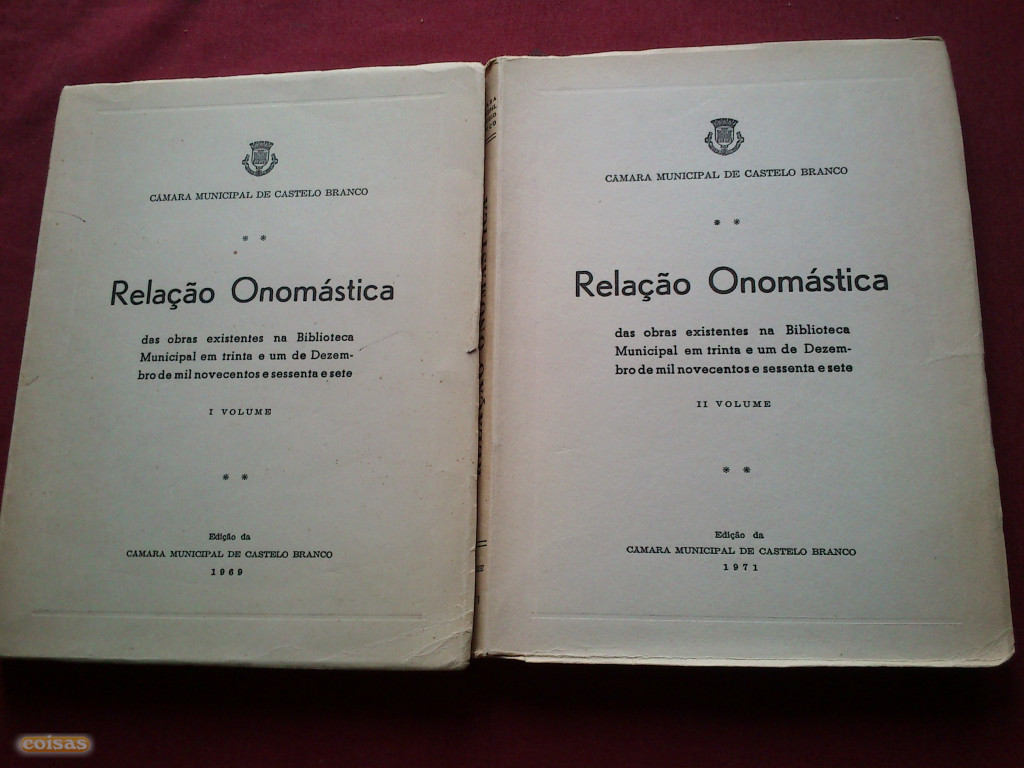 CÂMARA MUNICIPAL DE CASTELO BRANCO
Relação Onomástica
das obras existentes na Biblioteca
Municipal em trinta e um de Dezem-
bro de mil novecentos e sessenta e sete
I VOLUME
Edição da
CAMARA MUNICIPAL DE CASTELO BRANCO
1969
CÂMARA MUNICIPAL DE CASTELO BRANCO
Relação Onomástica
das obras existentes na Biblioteca
Municipal em trinta e um de Dezem-
bro de mil novecentos e sessenta e sete
II VOLUME
Edição da
CAMARA MUNICIPAL DE CASTELO BRANCO
1971
coisas